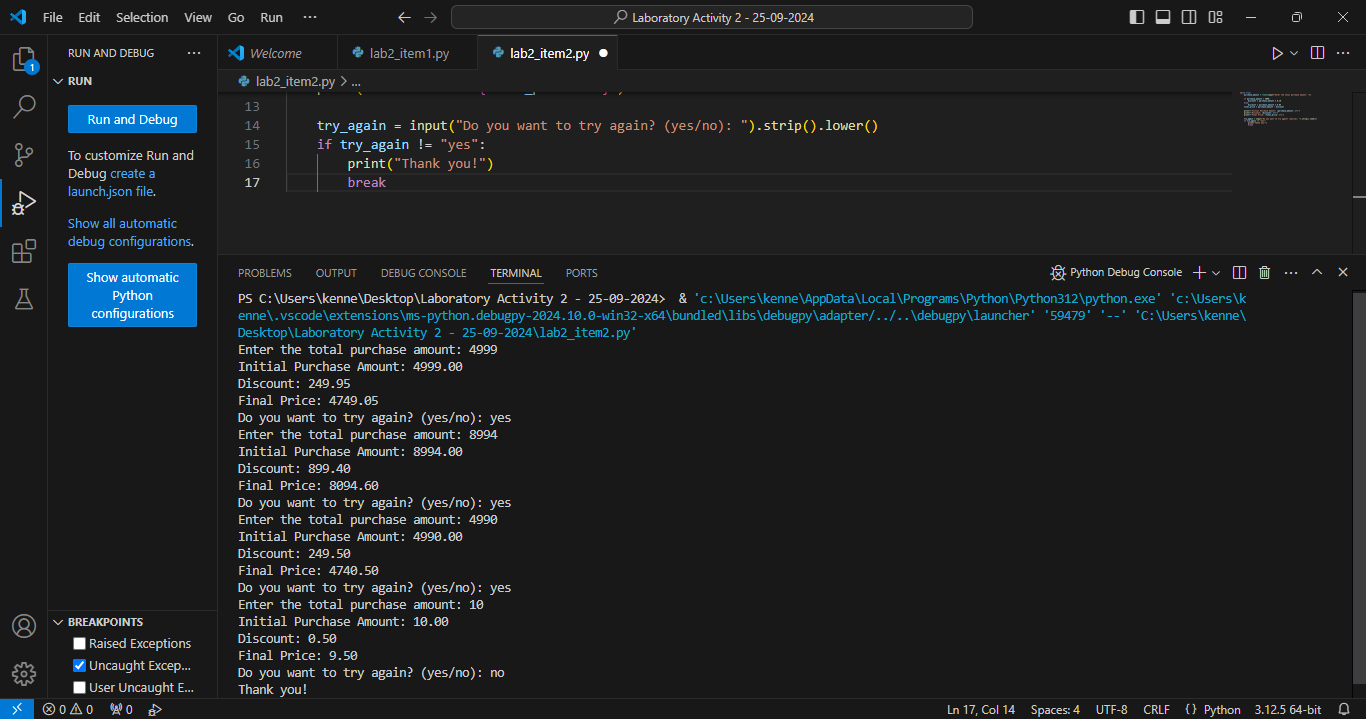 File Edit Selection View Go Run ··· Laboratory Activity 2 - 25-09-2024
RUN AND DEBUG ···
Welcome lab2_item1.py lab2_item2.py
lab2_item2.py > ...
1
RUN
Run and Debug
To customize Run and
Debug create a
launch.json file.
Show all automatic
debug configurations.
Show automatic
Python
configurations
13
14 try_again = input("Do you want to try again? (yes/no): ").strip().lower()
15 if try_again != "yes":
16 print("Thank you!")
17 break
PROBLEMS OUTPUT DEBUG CONSOLE TERMINAL PORTS Python Debug Console
PS C:\Users\kenne\Desktop\Laboratory Activity 2 - 25-09-2024> & 'c:\Users\kenne\AppData\Local\Programs\Python\Python312\python.exe' 'c:\Users\k
enne\.vscode\extensions\ms-python.debugpy-2024.10.0-win32-x64\bundled\libs\debugpy\adapter/../..\debugpy\launcher' '59479' '--' 'C:\Users\kenne\
Desktop\Laboratory Activity 2 - 25-09-2024\lab2_item2.py'
Enter the total purchase amount: 4999
Initial Purchase Amount: 4999.00
Discount: 249.95
Final Price: 4749.05
Do you want to try again? (yes/no): yes
Enter the total purchase amount: 8994
Initial Purchase Amount: 8994.00
Discount: 899.40
Final Price: 8094.60
Do you want to try again? (yes/no): yes
Enter the total purchase amount: 4990
Initial Purchase Amount: 4990.00
Discount: 249.50
Final Price: 4740.50
Do you want to try again? (yes/no): yes
Enter the total purchase amount: 10
Initial Purchase Amount: 10.00
Discount: 0.50
Final Price: 9.50
Do you want to try again? (yes/no): no
Thank you!
BREAKPOINTS
Raised Exceptions
Uncaught Excep...
User Uncaught E...
0 0 0 Ln 17, Col 14 Spaces: 4 UTF-8 CRLF {} Python 3.12.5 64-bit